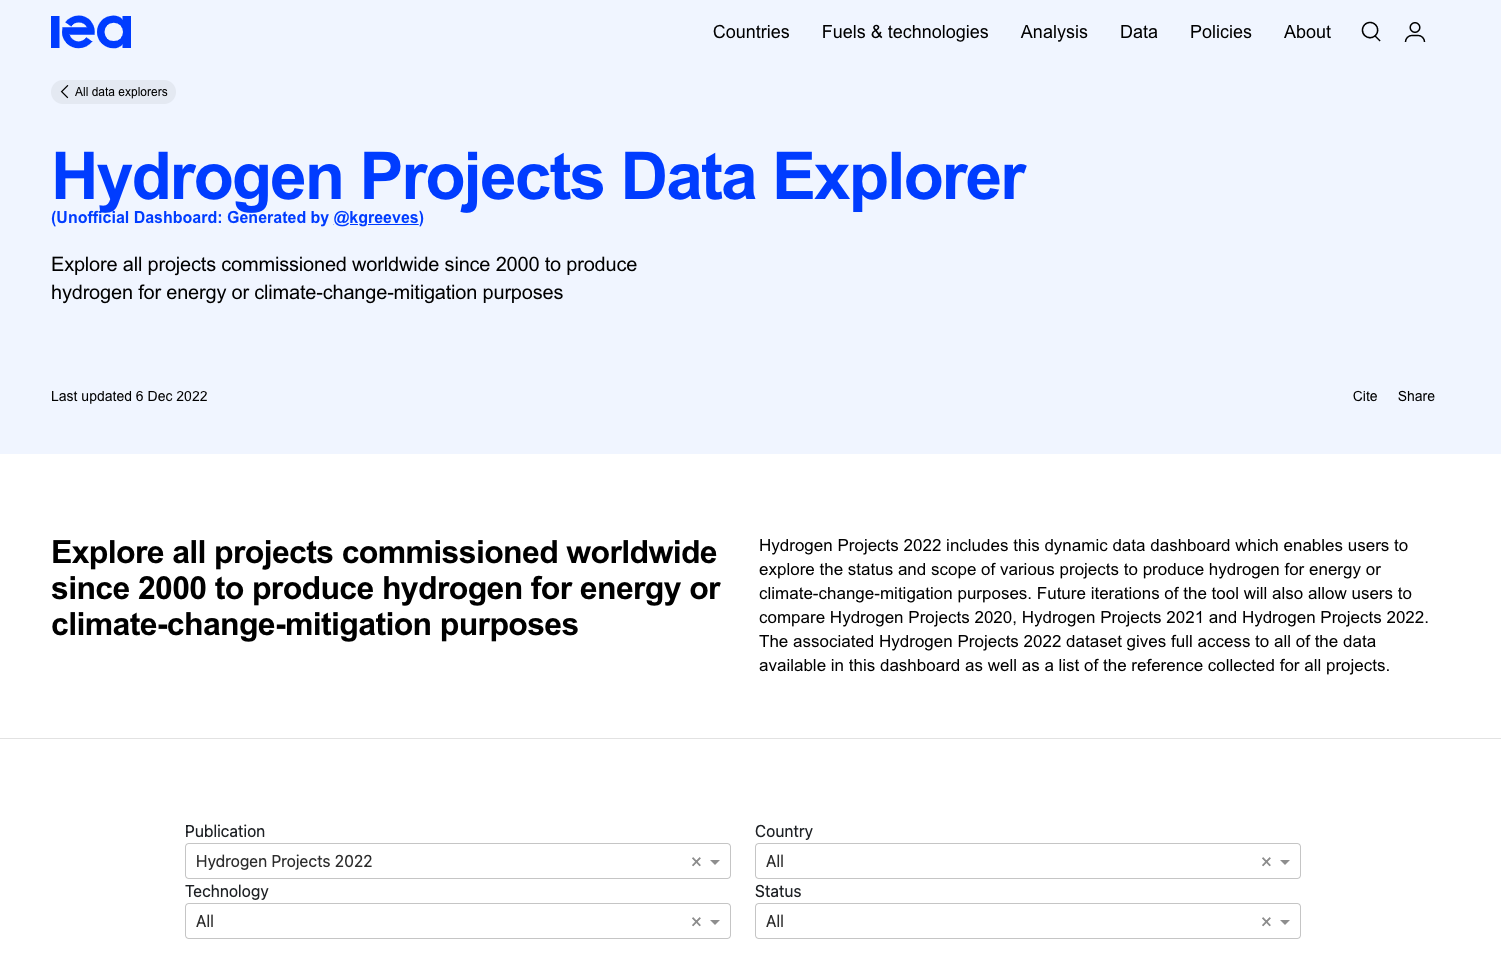 iea
Countries Fuels & technologies Analysis Data Policies About
All data explorers
Hydrogen Projects Data Explorer
(Unofficial Dashboard: Generated by @kgreeves)
Explore all projects commissioned worldwide since 2000 to produce
hydrogen for energy or climate-change-mitigation purposes
Last updated 6 Dec 2022
Cite Share
Explore all projects commissioned worldwide
since 2000 to produce hydrogen for energy or
climate-change-mitigation purposes
Hydrogen Projects 2022 includes this dynamic data dashboard which enables users to
explore the status and scope of various projects to produce hydrogen for energy or
climate-change-mitigation purposes. Future iterations of the tool will also allow users to
compare Hydrogen Projects 2020, Hydrogen Projects 2021 and Hydrogen Projects 2022.
The associated Hydrogen Projects 2022 dataset gives full access to all of the data
available in this dashboard as well as a list of the reference collected for all projects.
Publication
Hydrogen Projects 2022
Country
All
Technology
All
Status
All